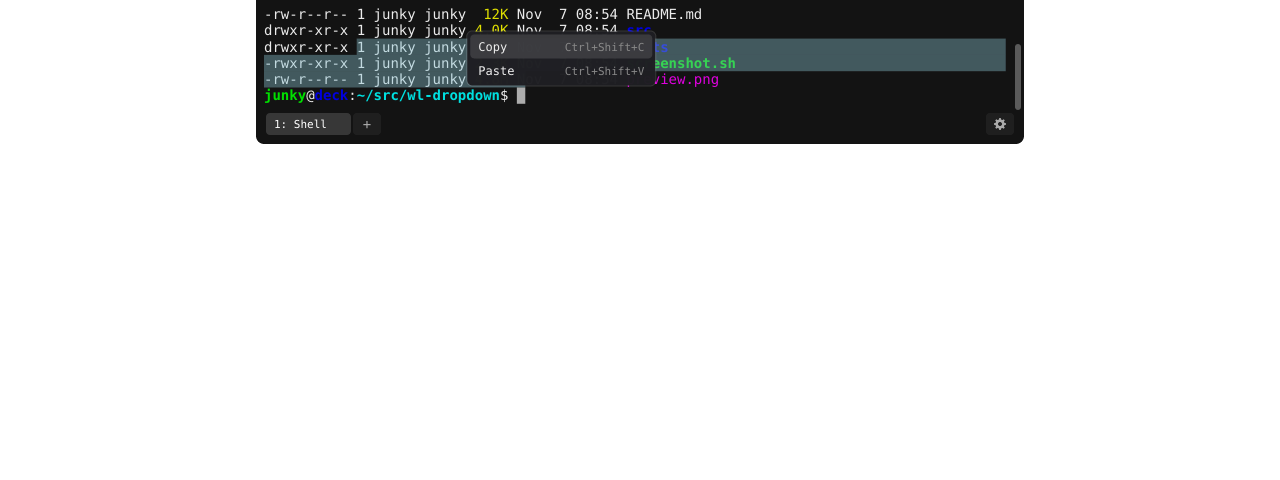 -rw-r--r-- 1 junky junky 12K Nov 7 08:54 README.md
drwxr-xr-x 1 junky junky 4.0K Nov 7 08:54 src
drwxr-xr-x 1 junky junky
Copy Ctrl+Shift+C
-rwxr-xr-x 1 junky junky eenshot.sh
Paste Ctrl+Shift+V
-rw-r--r-- 1 junky junky view.png
junky@deck:~/src/wl-dropdown$
1: Shell +